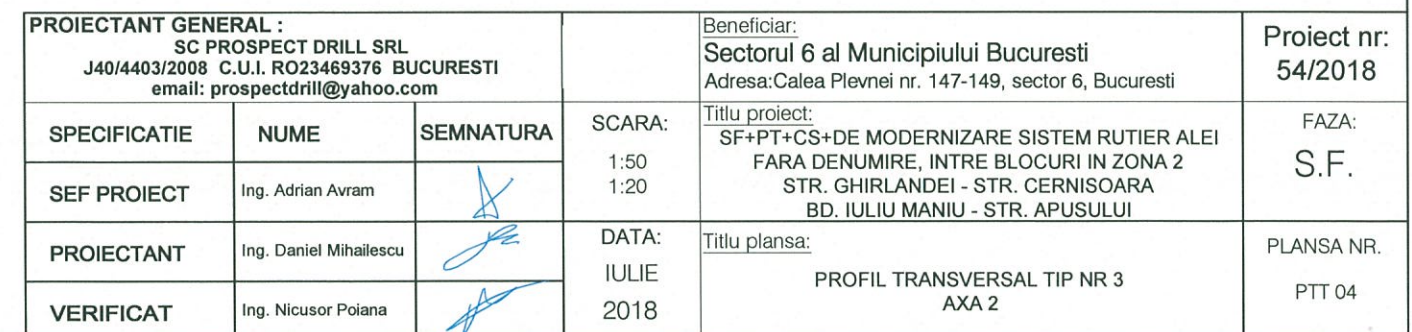 PROIECTANT GENERAL :
SC PROSPECT DRILL SRL
J40/4403/2008 C.U.I. RO23469376 BUCURESTI
email: prospectdrill@yahoo.com
Beneficiar:
Sectorul 6 al Municipiului Bucuresti
Adresa:Calea Plevnei nr. 147-149, sector 6, Bucuresti
Proiect nr:
54/2018
SPECIFICATIE NUME SEMNATURA
SEF PROIECT Ing. Adrian Avram
SCARA:
1:50
1:20
Titlu proiect:
SF+PT+CS+DE MODERNIZARE SISTEM RUTIER ALEI
FARA DENUMIRE, INTRE BLOCURI IN ZONA 2
STR. GHIRLANDEI - STR. CERNISOARA
BD. IULIU MANIU - STR. APUSULUI
FAZA:
S.F.
PROIECTANT Ing. Daniel Mihailescu
VERIFICAT Ing. Nicusor Poiana
DATA:
IULIE
2018
Titlu plansa:
PROFIL TRANSVERSAL TIP NR 3
AXA 2
PLANSA NR.
PTT 04